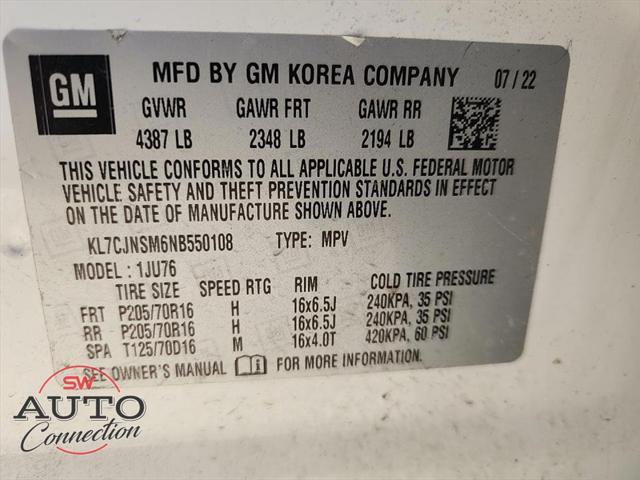 GM
MFD BY GM KOREA COMPANY 07/22
GVWR GAWR FRT GAWR RR
4387 LB 2348 LB 2194 LB
THIS VEHICLE CONFORMS TO ALL APPLICABLE U.S. FEDERAL MOTOR
VEHICLE SAFETY AND THEFT PREVENTION STANDARDS IN EFFECT
ON THE DATE OF MANUFACTURE SHOWN ABOVE.
KL7CJNSM6NB550108 TYPE: MPV
MODEL : 1JU76
TIRE SIZE SPEED RTG RIM COLD TIRE PRESSURE
FRT P205/70R16 H 16x6.5J 240KPA, 35 PSI
RR P205/70R16 H 16x6.5J 240KPA, 35 PSI
SPA T125/70D16 M 16x4.0T 420KPA, 60 PSI
SEE OWNER'S MANUAL FOR MORE INFORMATION.
SW
AUTO
Connection